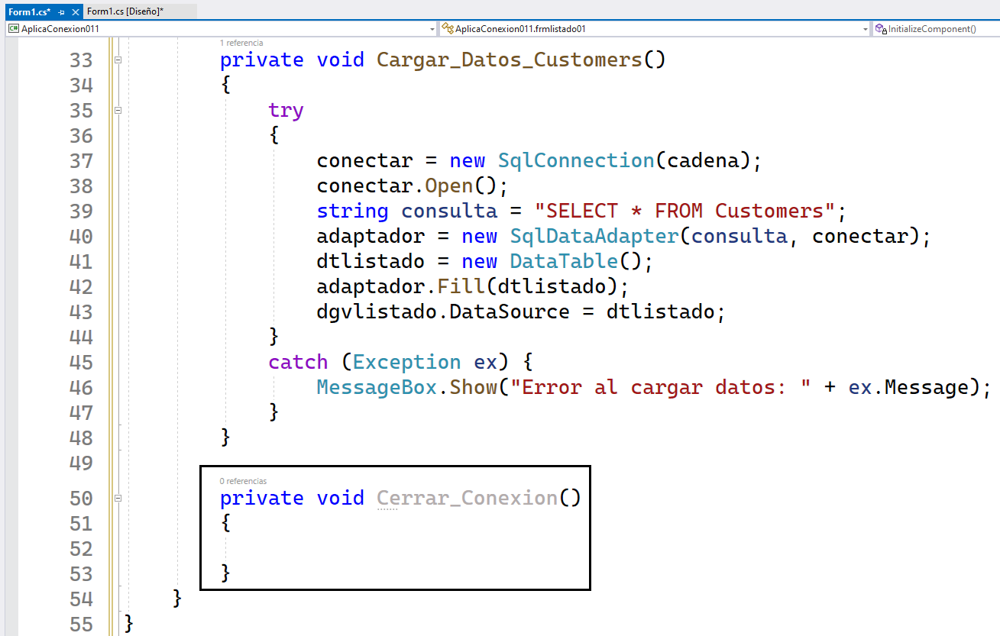 Form1.cs* Form1.cs [Diseño]*
C# AplicaConexion011 AplicaConexion011.frmlistado01 InitializeComponent()
1 referencia
33 private void Cargar_Datos_Customers()
34 {
35 try
36 {
37 conectar = new SqlConnection(cadena);
38 conectar.Open();
39 string consulta = "SELECT * FROM Customers";
40 adaptador = new SqlDataAdapter(consulta, conectar);
41 dtlistado = new DataTable();
42 adaptador.Fill(dtlistado);
43 dgvlistado.DataSource = dtlistado;
44 }
45 catch (Exception ex) {
46 MessageBox.Show("Error al cargar datos: " + ex.Message);
47 }
48 }
49
0 referencias
50 private void Cerrar_Conexion()
51 {
52
53 }
54 }
55 }